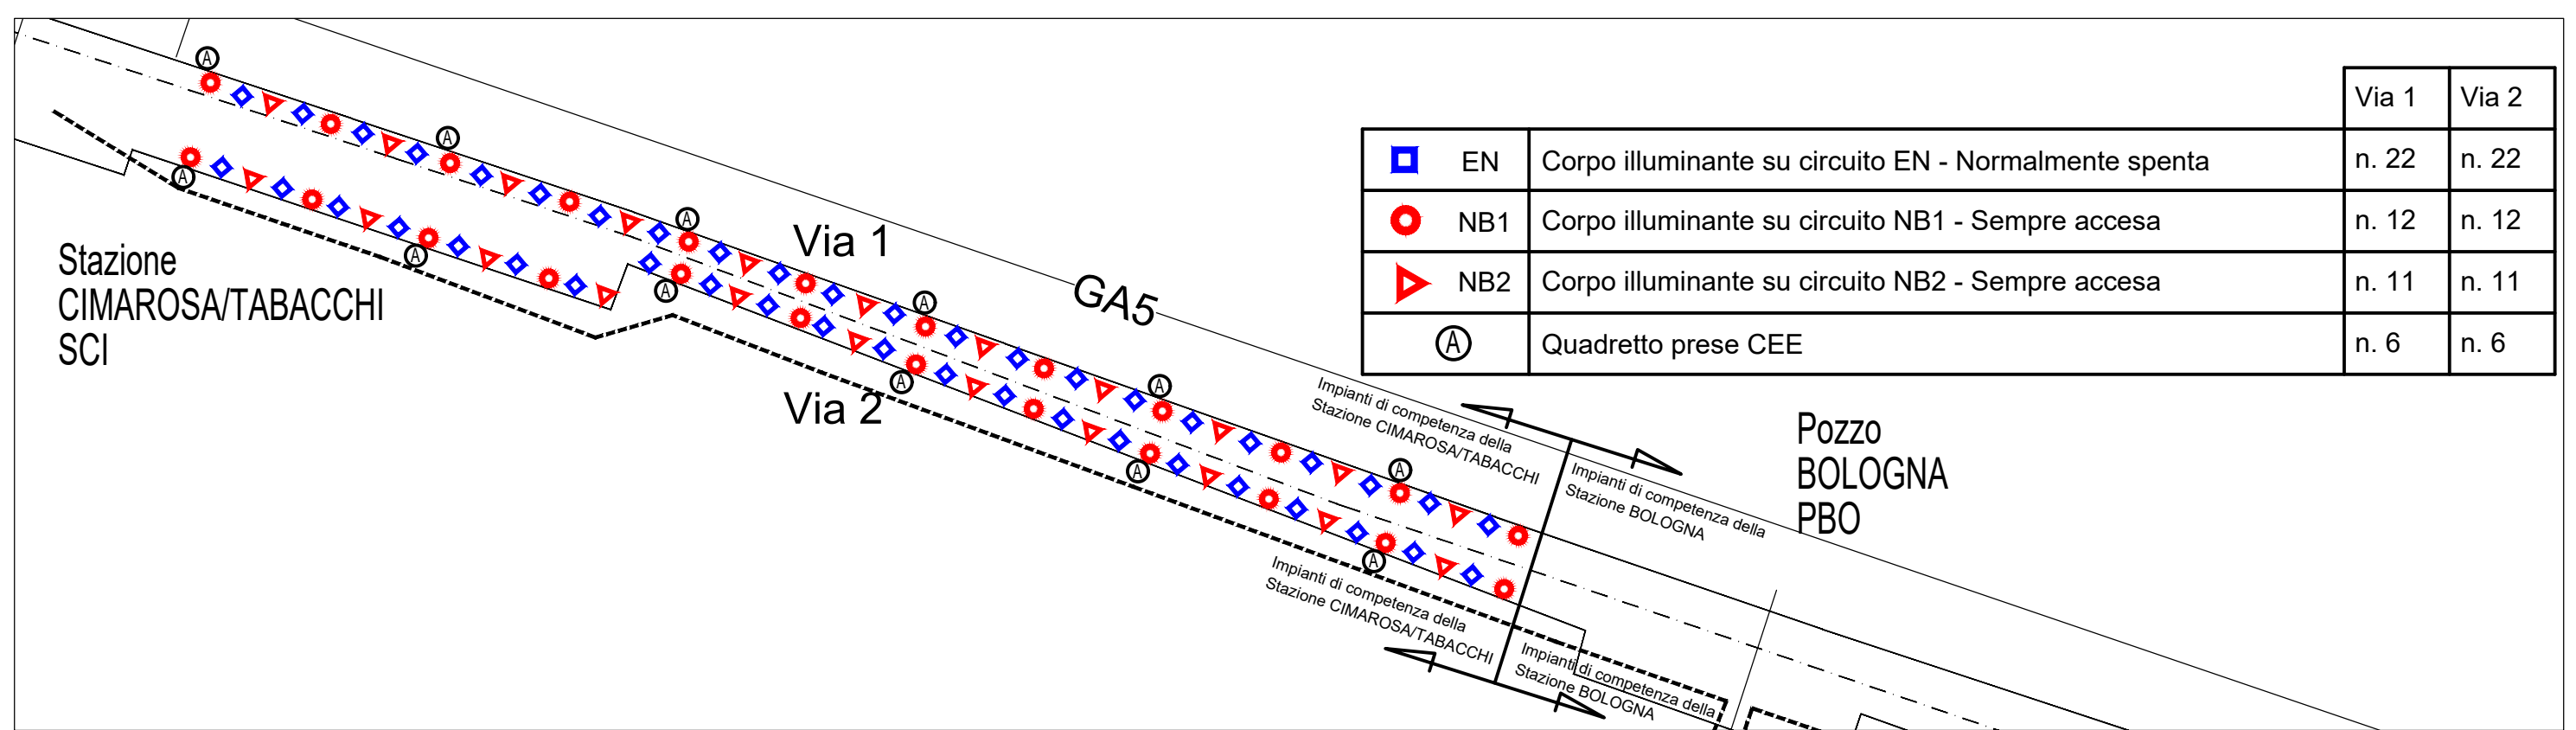 Via 1 Via 2
EN Corpo illuminante su circuito EN - Normalmente spenta n. 22 n. 22
NB1 Corpo illuminante su circuito NB1 - Sempre accesa n. 12 n. 12
NB2 Corpo illuminante su circuito NB2 - Sempre accesa n. 11 n. 11
A Quadretto prese CEE n. 6 n. 6
A
A
A
A
A
A
Via 1
GA5
Stazione
CIMAROSA/TABACCHI
SCI
A
A
A
A
A
A
Via 2
Impianti di competenza della
Stazione CIMAROSA/TABACCHI
Impianti di competenza della
Stazione BOLOGNA
Pozzo
BOLOGNA
PBO
Impianti di competenza della
Stazione CIMAROSA/TABACCHI
Impianti di competenza della
Stazione BOLOGNA